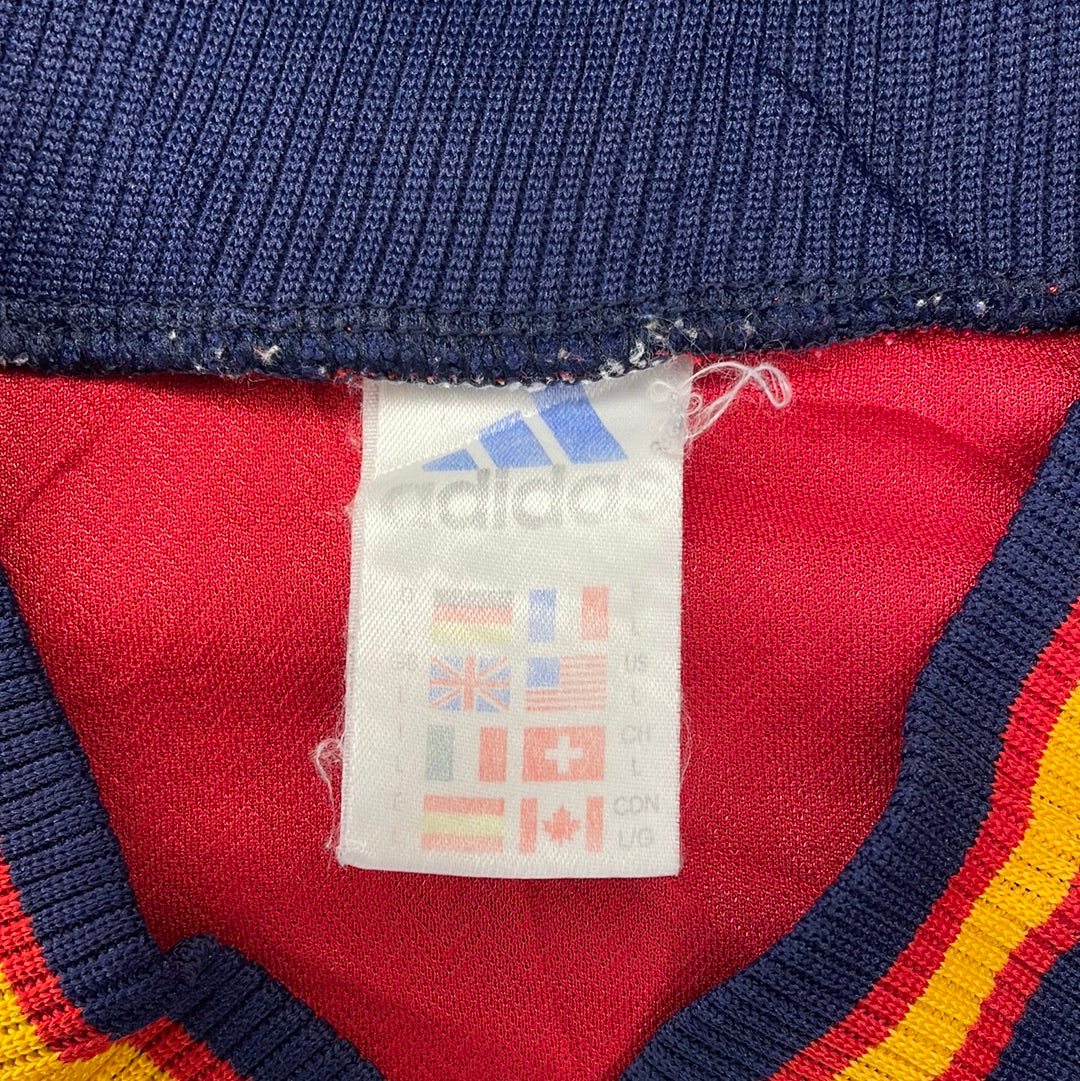 adidas
D F
L
GB US
L L
I CH
L L
E CDN
L/G